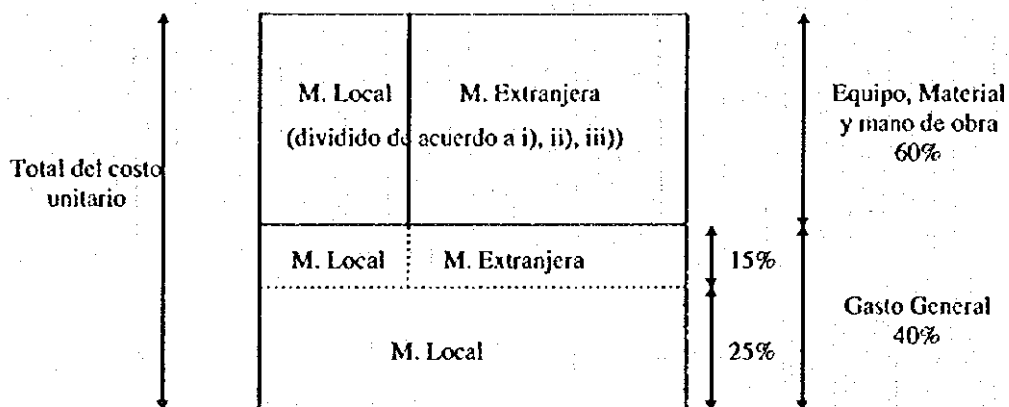 Total del costo
unitario
M. Local M. Extranjera
(dividido de acuerdo a i), ii), iii))
M. Local M. Extranjera
M. Local
15%
25%
Equipo, Material
y mano de obra
60%
Gasto General
40%